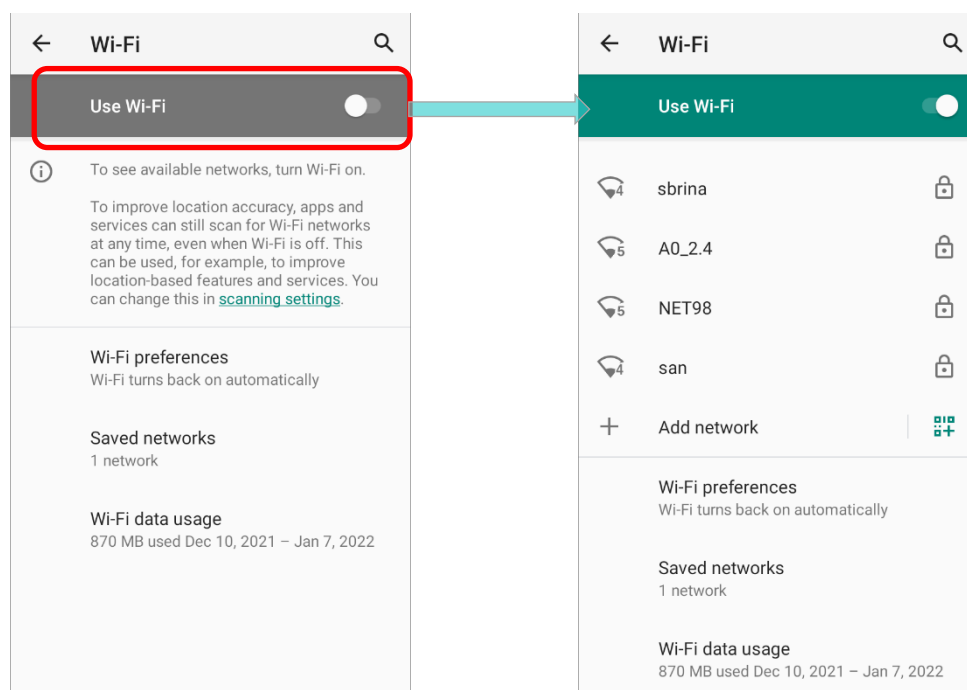 Wi-Fi
Use Wi-Fi
To see available networks, turn Wi-Fi on.
To improve location accuracy, apps and
services can still scan for Wi-Fi networks
at any time, even when Wi-Fi is off. This
can be used, for example, to improve
location-based features and services. You
can change this in scanning settings.
Wi-Fi preferences
Wi-Fi turns back on automatically
Saved networks
1 network
Wi-Fi data usage
870 MB used Dec 10, 2021 – Jan 7, 2022
Wi-Fi
Use Wi-Fi
4 sbrina
5 A0_2.4
5 NET98
4 san
Add network
Wi-Fi preferences
Wi-Fi turns back on automatically
Saved networks
1 network
Wi-Fi data usage
870 MB used Dec 10, 2021 – Jan 7, 2022